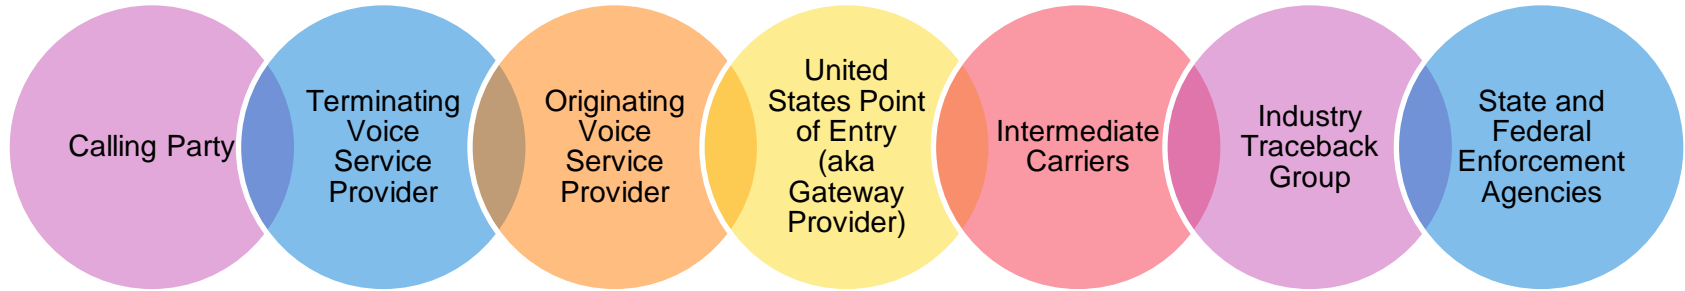 Calling Party
Terminating
Voice
Service
Provider
Originating
Voice
Service
Provider
United
States Point
of Entry
(aka
Gateway
Provider)
Intermediate
Carriers
Industry
Traceback
Group
State and
Federal
Enforcement
Agencies